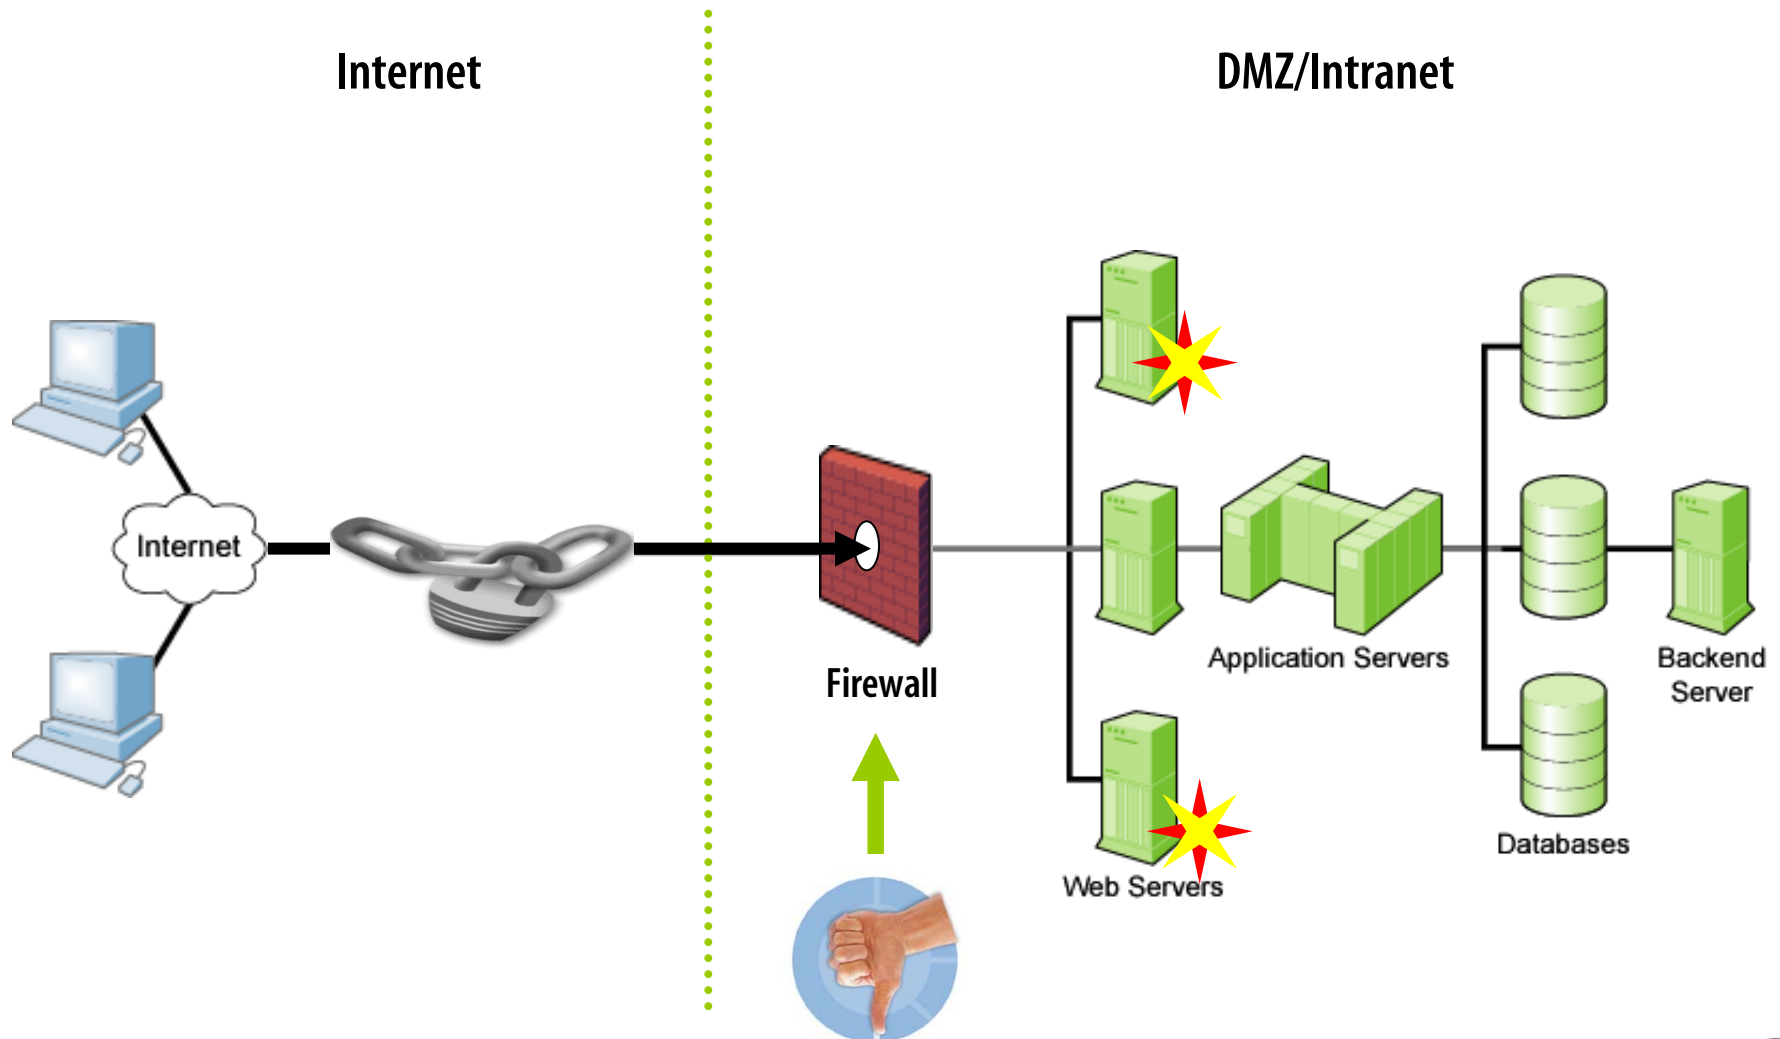 Internet
DMZ/Intranet
Internet
Firewall
Application Servers
Backend
Server
Databases
Web Servers